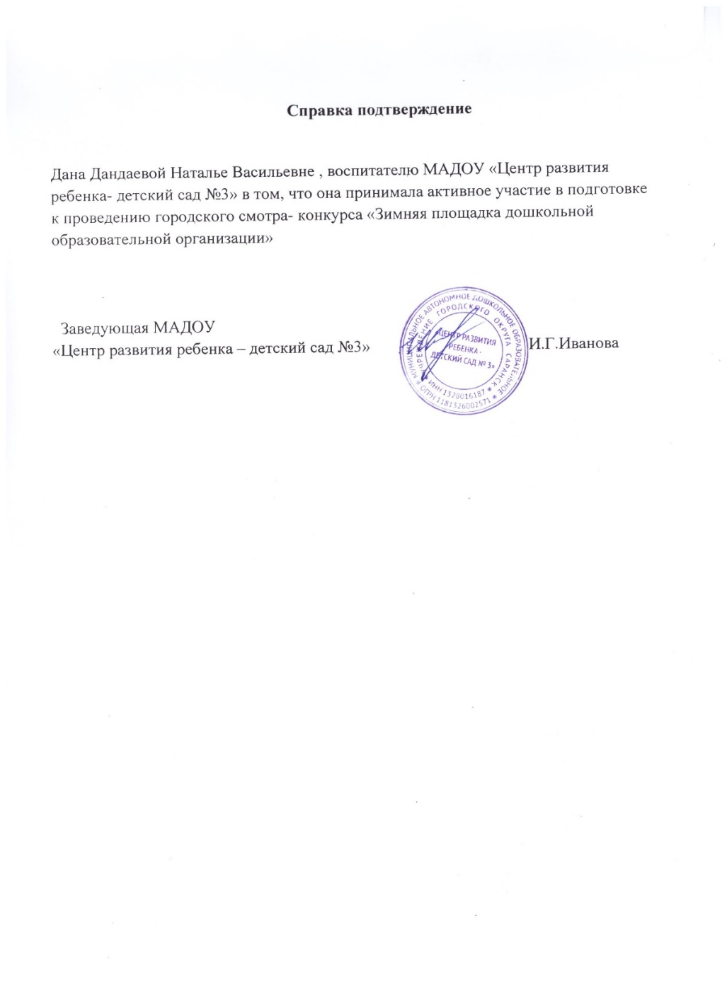 Справка подтверждение
Дана Дандаевой Наталье Васильевне , воспитателю МАДОУ «Центр развития
ребенка- детский сад №3» в том, что она принимала активное участие в подготовке
к проведению городского смотра- конкурса «Зимняя площадка дошкольной
образовательной организации»
Заведующая МАДОУ
«Центр развития ребенка – детский сад №3»
И.Г.Иванова
МУНИЦИПАЛЬНОЕ АВТОНОМНОЕ ДОШКОЛЬНОЕ ОБРАЗОВАТЕЛЬНОЕ
УЧРЕЖДЕНИЕ ГОРОДСКОГО ОКРУГА САРАНСК
«ЦЕНТР РАЗВИТИЯ
РЕБЕНКА -
ДЕТСКИЙ САД № 3»
* ИНН 1328016187 *
* ОГРН 1181326002571 *